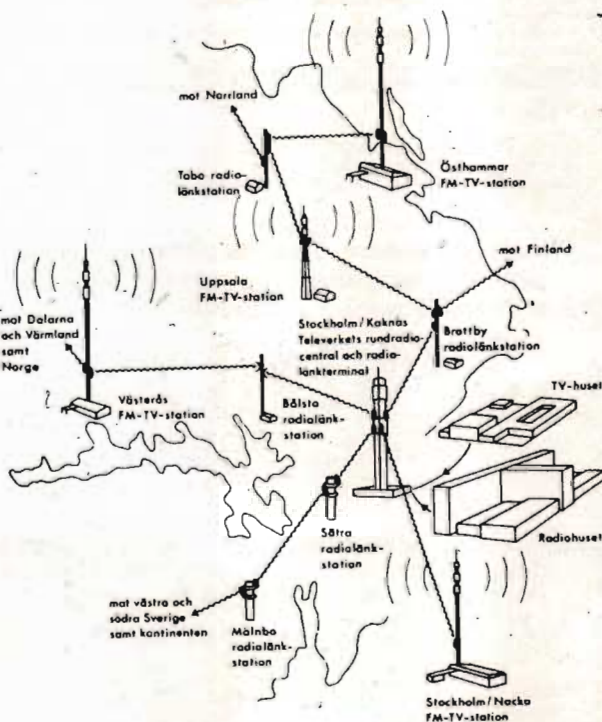 mot Norrland
Tabo radio-
länkstation
Östhammar
FM-TV-station
Uppsala
FM-TV-station
mot Finland
mot Dalarna
och Värmland
samt
Norge
Stockholm/Kaknäs
Televerkets rundradio-
central och radio-
länkterminal
Brottby
radiolänkstation
TV-huset
Västerås
FM-TV-station
Bålsta
radiolänk-
station
Radiohuset
Sätra
radiolänk-
station
mot västra och
södra Sverige
samt kontinenten
Malnbo
radiolänk-
station
Stockholm/Nacka
FM-TV-station